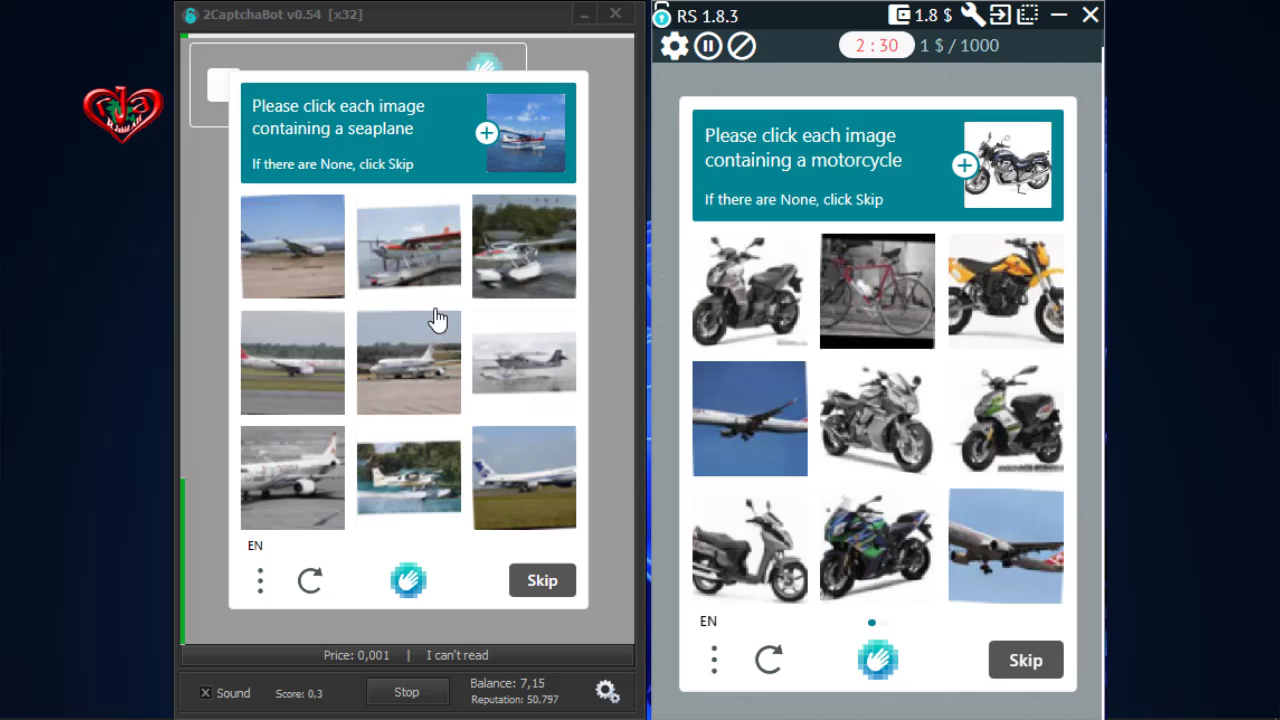 2CaptchaBot v0.54 [x32]
Please click each image
containing a seaplane
If there are None, click Skip
EN
Skip
Price: 0,001 | I can't read
Sound
Score: 0,3
Stop
Balance: 7,15
Reputation: 50,797
RS 1.8.3
1.8 $
2 : 30
1 $ / 1000
Please click each image
containing a motorcycle
If there are None, click Skip
EN
Skip